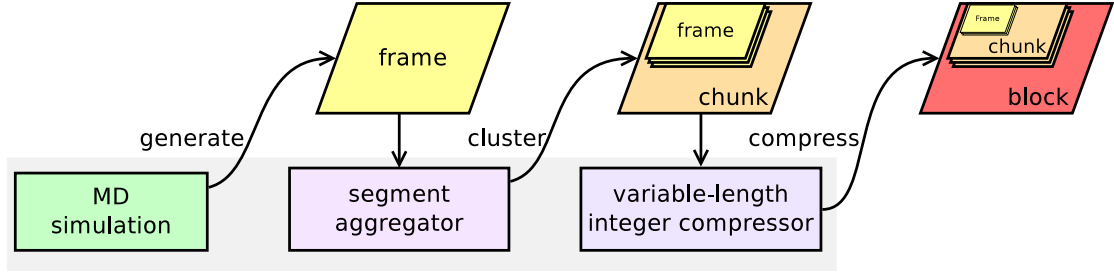 frame
frame
chunk
Frame
chunk
block
generate
cluster
compress
MD
simulation
segment
aggregator
variable-length
integer compressor